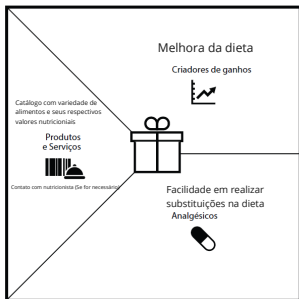 Melhora da dieta
Criadores de ganhos
Catálogo com variedade de
alimentos e seus respectivos
valores nutricioniais
Produtos
e Serviços
Contato com nutricionista (Se for necessário)
Facilidade em realizar
substituições na dieta
Analgésicos